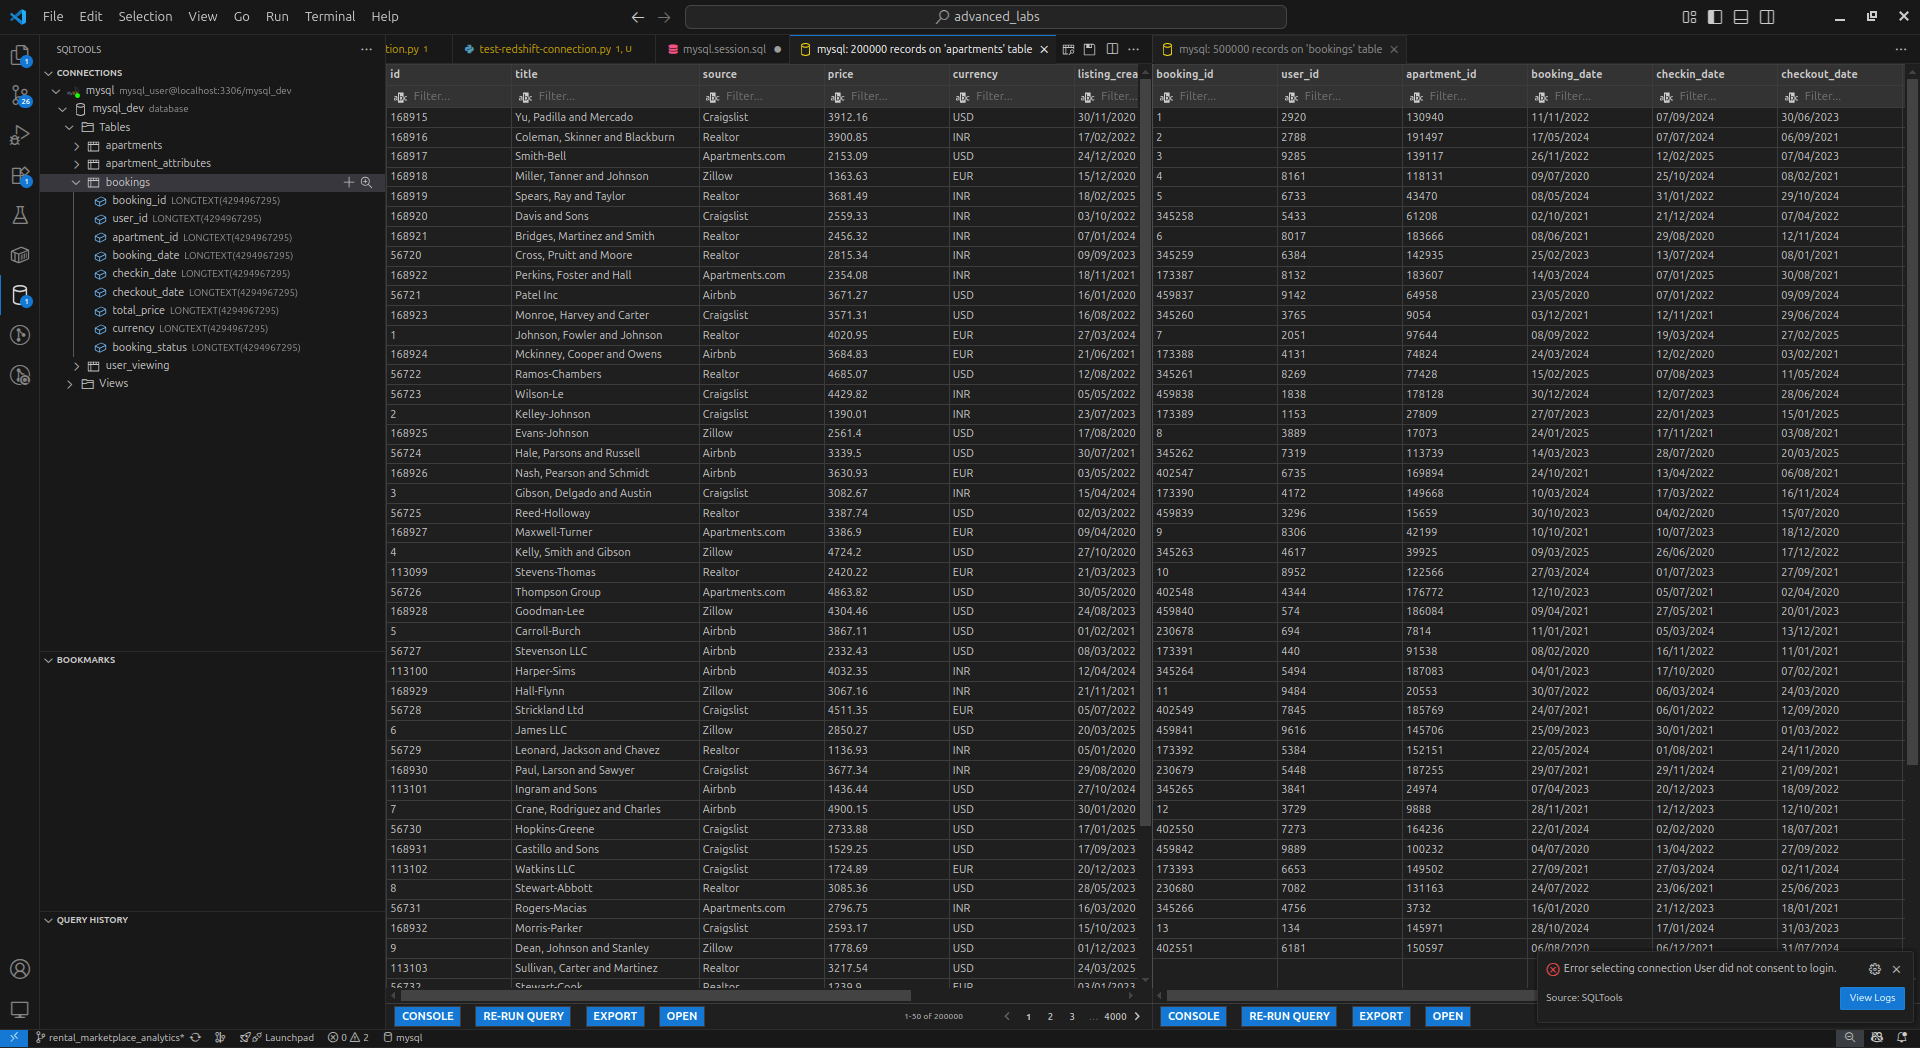 File Edit Selection View Go Run Terminal Help
advanced_labs
SQLTOOLS
CONNECTIONS
mysql mysql_user@localhost:3306/mysql_dev
mysql_dev database
Tables
apartments
apartment_attributes
bookings
booking_id LONGTEXT(4294967295)
user_id LONGTEXT(4294967295)
apartment_id LONGTEXT(4294967295)
booking_date LONGTEXT(4294967295)
checkin_date LONGTEXT(4294967295)
checkout_date LONGTEXT(4294967295)
total_price LONGTEXT(4294967295)
currency LONGTEXT(4294967295)
booking_status LONGTEXT(4294967295)
user_viewing
Views
BOOKMARKS
QUERY HISTORY
1
26
1
1
tion.py 1 test-redshift-connection.py 1, U mysql.session.sql mysql: 200000 records on 'apartments' table
id title source price currency listing_crea
Filter... Filter... Filter... Filter... Filter... Filter...
168915 Yu, Padilla and Mercado Craigslist 3912.16 USD 30/11/2020
168916 Coleman, Skinner and Blackburn Realtor 3900.85 INR 17/02/2022
168917 Smith-Bell Apartments.com 2153.09 USD 24/12/2020
168918 Miller, Tanner and Johnson Zillow 1363.63 EUR 15/12/2020
168919 Spears, Ray and Taylor Realtor 3681.49 INR 18/02/2025
168920 Davis and Sons Craigslist 2559.33 INR 03/10/2022
168921 Bridges, Martinez and Smith Realtor 2456.32 INR 07/01/2024
56720 Cross, Pruitt and Moore Realtor 2815.34 INR 09/09/2023
168922 Perkins, Foster and Hall Apartments.com 2354.08 INR 18/11/2021
56721 Patel Inc Airbnb 3671.27 USD 16/01/2020
168923 Monroe, Harvey and Carter Craigslist 3571.31 USD 16/08/2022
1 Johnson, Fowler and Johnson Realtor 4020.95 EUR 27/03/2024
168924 Mckinney, Cooper and Owens Airbnb 3684.83 EUR 21/06/2021
56722 Ramos-Chambers Realtor 4685.07 USD 12/08/2022
56723 Wilson-Le Craigslist 4429.82 INR 05/05/2022
2 Kelley-Johnson Craigslist 1390.01 INR 23/07/2023
168925 Evans-Johnson Zillow 2561.4 USD 17/08/2020
56724 Hale, Parsons and Russell Airbnb 3339.5 USD 30/07/2021
168926 Nash, Pearson and Schmidt Airbnb 3630.93 EUR 03/05/2022
3 Gibson, Delgado and Austin Craigslist 3082.67 INR 15/04/2024
56725 Reed-Holloway Realtor 3387.74 USD 02/03/2022
168927 Maxwell-Turner Apartments.com 3386.9 EUR 09/04/2020
4 Kelly, Smith and Gibson Zillow 4724.2 USD 27/10/2020
113099 Stevens-Thomas Realtor 2420.22 EUR 21/03/2023
56726 Thompson Group Apartments.com 4863.82 USD 30/05/2020
168928 Goodman-Lee Zillow 4304.46 USD 24/08/2023
5 Carroll-Burch Airbnb 3867.11 USD 01/02/2021
56727 Stevenson LLC Airbnb 2332.43 USD 08/03/2022
113100 Harper-Sims Airbnb 4032.35 INR 12/04/2024
168929 Hall-Flynn Zillow 3067.16 INR 21/11/2021
56728 Strickland Ltd Craigslist 4511.35 EUR 05/07/2022
6 James LLC Zillow 2850.27 USD 20/03/2025
56729 Leonard, Jackson and Chavez Realtor 1136.93 INR 05/01/2020
168930 Paul, Larson and Sawyer Craigslist 3677.34 INR 29/08/2020
113101 Ingram and Sons Airbnb 1436.44 USD 27/10/2024
7 Crane, Rodriguez and Charles Airbnb 4900.15 USD 30/01/2020
56730 Hopkins-Greene Craigslist 2733.88 USD 17/01/2025
168931 Castillo and Sons Craigslist 1529.25 USD 17/09/2023
113102 Watkins LLC Craigslist 1724.89 EUR 20/12/2023
8 Stewart-Abbott Realtor 3085.36 USD 28/05/2023
56731 Rogers-Macias Apartments.com 2796.75 INR 16/03/2020
168932 Morris-Parker Craigslist 2593.17 USD 15/10/2023
9 Dean, Johnson and Stanley Zillow 1778.69 USD 01/12/2023
113103 Sullivan, Carter and Martinez Realtor 3217.54 USD 24/03/2025
56732 Stewart-Cook Realtor 1239.9 EUR 03/01/2023
CONSOLE RE-RUN QUERY EXPORT OPEN 1-50 of 200000 1 2 3 ... 4000
mysql: 500000 records on 'bookings' table
booking_id user_id apartment_id booking_date checkin_date checkout_date
Filter... Filter... Filter... Filter... Filter... Filter...
1 2920 130940 11/11/2022 07/09/2024 30/06/2023
2 2788 191497 17/05/2024 07/07/2024 06/09/2021
3 9285 139117 26/11/2022 12/02/2025 07/04/2023
4 8161 118131 09/07/2020 25/10/2024 08/02/2021
5 6733 43470 08/05/2024 31/01/2022 29/10/2024
345258 5433 61208 02/10/2021 21/12/2024 07/04/2022
6 8017 183666 08/06/2021 29/08/2020 12/11/2024
345259 6384 142935 25/02/2023 13/07/2024 08/01/2021
173387 8132 183607 14/03/2024 07/01/2025 30/08/2021
459837 9142 64958 23/05/2020 07/01/2022 09/09/2024
345260 3765 9054 03/12/2021 12/11/2021 29/06/2024
7 2051 97644 08/09/2022 19/03/2024 27/02/2025
173388 4131 74824 24/03/2024 12/02/2020 03/02/2021
345261 8269 77428 15/02/2025 07/08/2023 11/05/2024
459838 1838 178128 30/12/2024 12/07/2023 28/06/2024
173389 1153 27809 27/07/2023 22/01/2023 15/01/2025
8 3889 17073 24/01/2025 17/11/2021 03/08/2021
345262 7319 113739 14/03/2023 28/07/2020 20/03/2025
402547 6735 169894 24/10/2021 13/04/2022 06/08/2021
173390 4172 149668 10/03/2024 17/03/2022 16/11/2024
459839 3296 15659 30/10/2023 04/02/2020 15/07/2020
9 8306 42199 10/10/2021 10/07/2023 18/12/2020
345263 4617 39925 09/03/2025 26/06/2020 17/12/2022
10 8952 122566 27/03/2024 01/07/2023 27/09/2021
402548 4344 176772 12/10/2023 05/07/2021 02/04/2020
459840 574 186084 09/04/2021 27/05/2021 20/01/2023
230678 694 7814 11/01/2021 05/03/2024 13/12/2021
173391 440 91538 08/02/2020 16/11/2022 11/01/2021
345264 5494 187083 04/01/2023 17/10/2020 07/02/2021
11 9484 20553 30/07/2022 06/03/2024 24/03/2020
402549 7845 185769 24/07/2021 06/01/2022 12/09/2020
459841 9616 145706 25/09/2023 30/01/2021 01/03/2022
173392 5384 152151 22/05/2024 01/08/2021 24/11/2020
230679 5448 187255 29/07/2021 29/11/2024 21/09/2021
345265 3841 24974 07/04/2023 20/12/2023 18/09/2022
12 3729 9888 28/11/2021 12/12/2023 12/10/2021
402550 7273 164236 22/01/2024 02/02/2020 18/07/2021
459842 9889 100232 04/07/2020 13/04/2022 27/09/2022
173393 6653 149502 27/09/2021 27/03/2024 02/11/2024
230680 7082 131163 24/07/2022 23/06/2021 25/06/2023
345266 4756 3732 16/01/2020 21/12/2023 18/01/2021
13 134 145971 28/10/2024 17/01/2024 31/03/2023
402551 6181 150597 06/08/2020 06/12/2021 31/07/2024
CONSOLE RE-RUN QUERY EXPORT OPEN
Error selecting connection User did not consent to login.
Source: SQLTools
View Logs
rental_marketplace_analytics* Launchpad 0 2 mysql